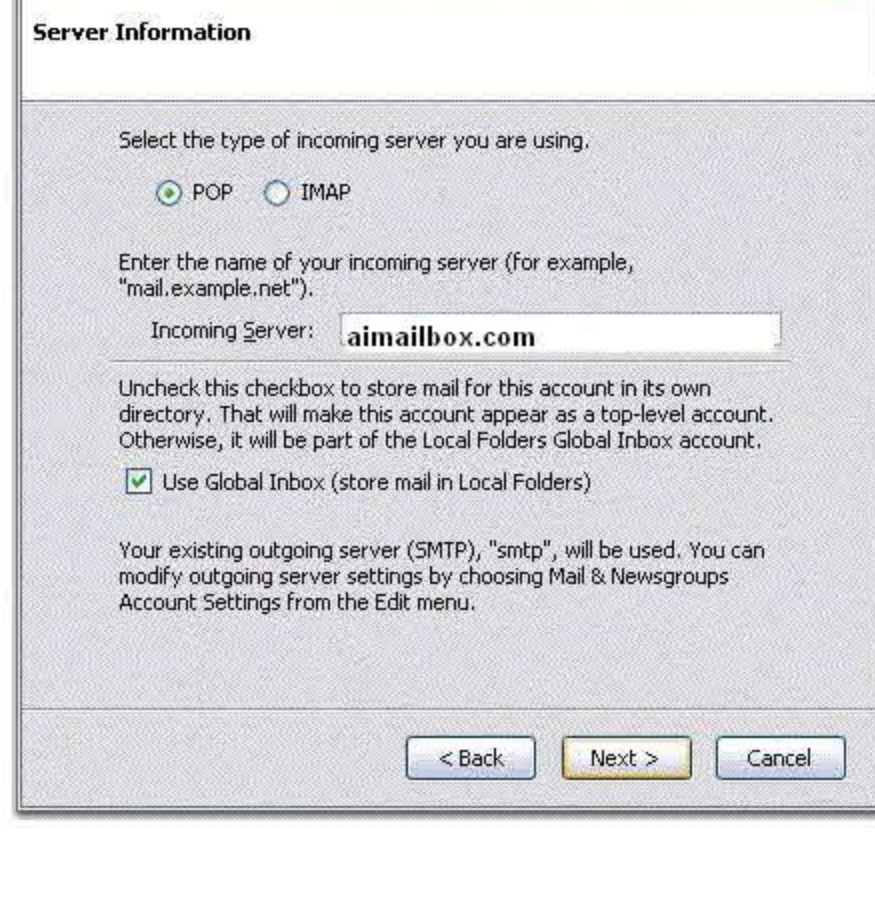 Server Information
Select the type of incoming server you are using.
POP IMAP
Enter the name of your incoming server (for example,
"mail.example.net").
Incoming Server: aimailbox.com
Uncheck this checkbox to store mail for this account in its own
directory. That will make this account appear as a top-level account.
Otherwise, it will be part of the Local Folders Global Inbox account.
Use Global Inbox (store mail in Local Folders)
Your existing outgoing server (SMTP), "smtp", will be used. You can
modify outgoing server settings by choosing Mail & Newsgroups
Account Settings from the Edit menu.
< Back Next > Cancel